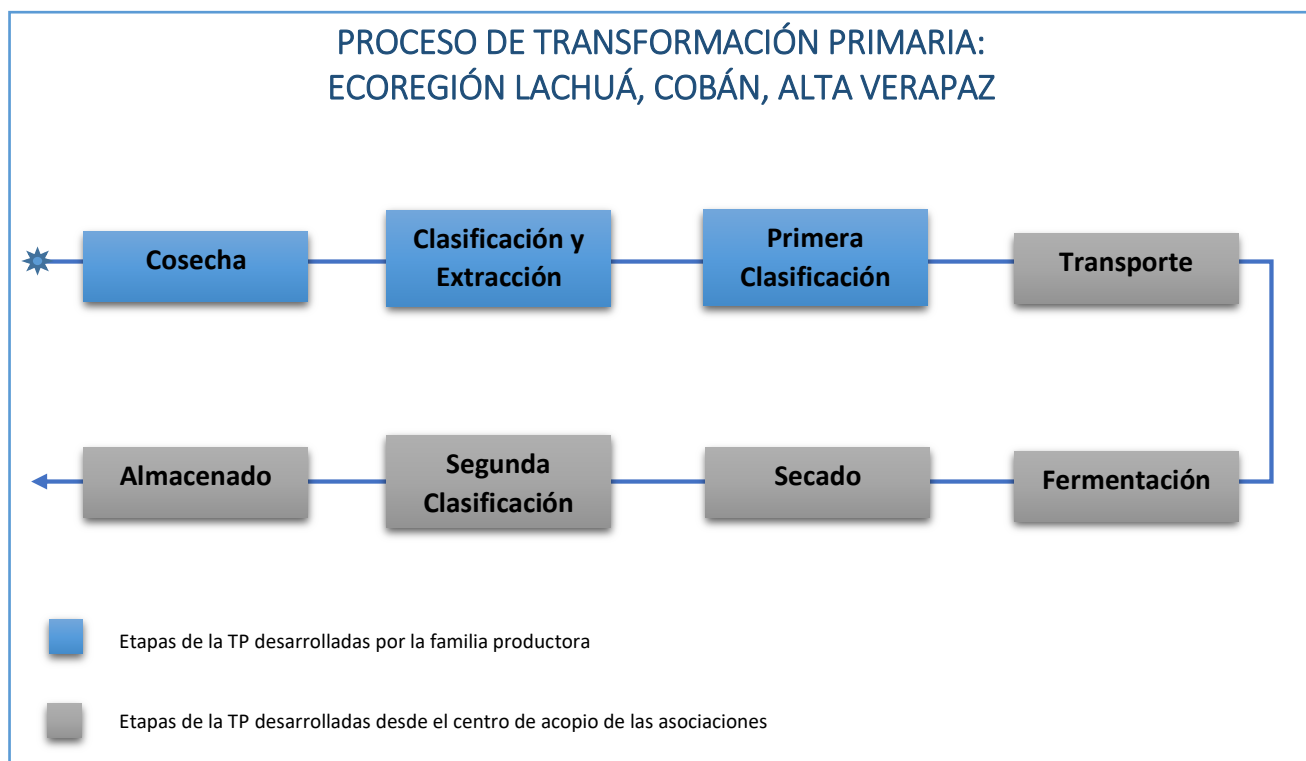 PROCESO DE TRANSFORMACIÓN PRIMARIA:
ECOREGIÓN LACHUÁ, COBÁN, ALTA VERAPAZ
Cosecha
Clasificación y
Extracción
Primera
Clasificación
Transporte
Almacenado
Segunda
Clasificación
Secado
Fermentación
Etapas de la TP desarrolladas por la familia productora
Etapas de la TP desarrolladas desde el centro de acopio de las asociaciones